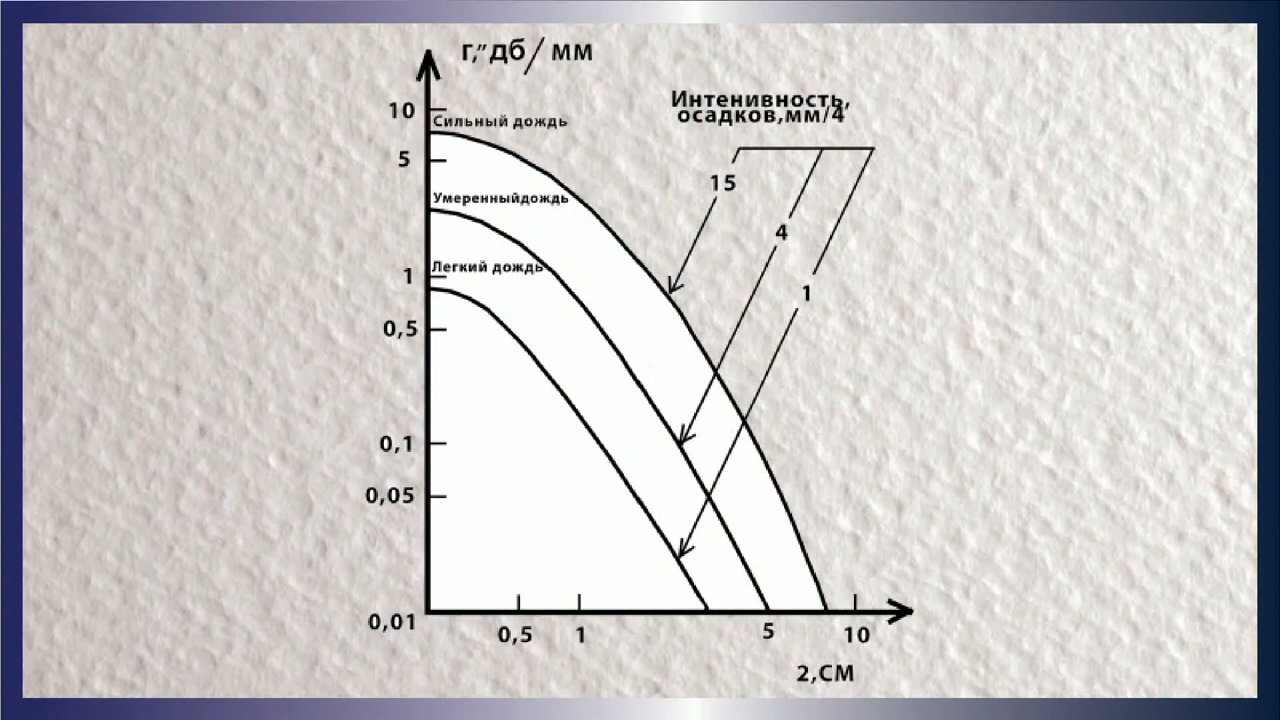 г,”дб/мм
Интенивность,
осадков,мм/4
10
Сильный дождь
5
15
Умеренныйдождь
4
Легкий дождь
1
1
0,5
0,1
0,05
0,01
0,5
1
5
10
2,см